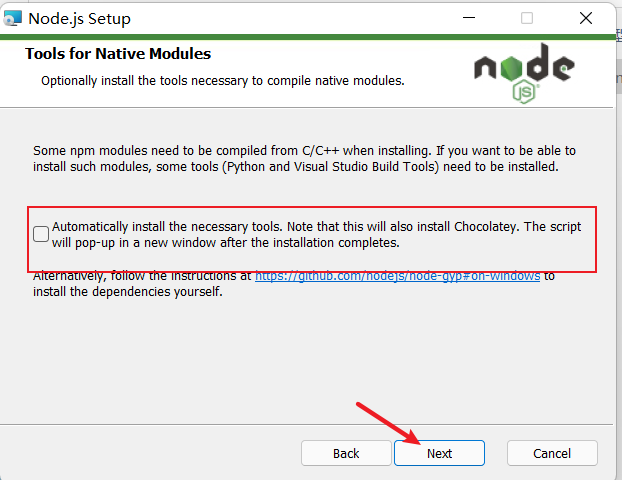 Node.js Setup
Tools for Native Modules
Optionally install the tools necessary to compile native modules.
node
JS
Some npm modules need to be compiled from C/C++ when installing. If you want to be able to
install such modules, some tools (Python and Visual Studio Build Tools) need to be installed.
Automatically install the necessary tools. Note that this will also install Chocolatey. The script
will pop-up in a new window after the installation completes.
Alternatively, follow the instructions at https://github.com/nodejs/node-gyp#on-windows to
install the dependencies yourself.
Back
Next
Cancel